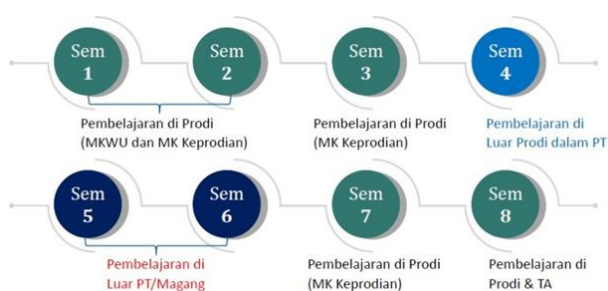 Sem
1
Sem
2
Sem
3
Sem
4
Pembelajaran di Prodi
(MKWU dan MK Keprodian)
Pembelajaran di Prodi
(MK Keprodian)
Pembelajaran di
Luar Prodi dalam PT
Sem
5
Sem
6
Sem
7
Sem
8
Pembelajaran di
Luar PT/Magang
Pembelajaran di Prodi
(MK Keprodian)
Pembelajaran di
Prodi & TA